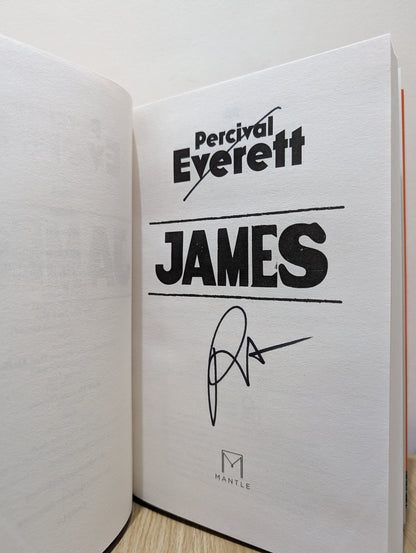 Percival
Everett
JAMES
MANTLE